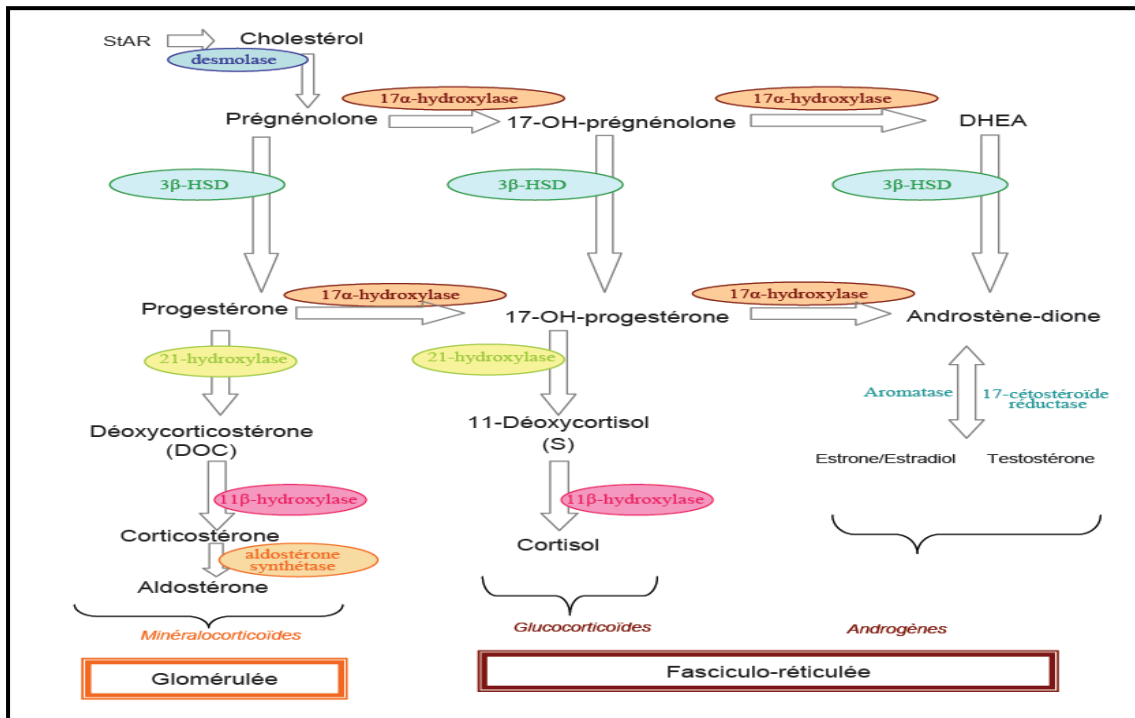 StAR
Cholestérol
desmolase
17α-hydroxylase
17α-hydroxylase
Prégnénolone
17-OH-prégnénolone
DHEA
3β-HSD
3β-HSD
3β-HSD
17α-hydroxylase
17α-hydroxylase
Progestérone
17-OH-progestérone
Androstène-dione
21-hydroxylase
21-hydroxylase
Aromatase
17-cétostéroïde
réductase
Déoxycorticostérone
(DOC)
11-Déoxycortisol
(S)
Estrone/Estradiol
Testostérone
11β-hydroxylase
11β-hydroxylase
Corticostérone
Cortisol
aldostérone
synthétase
Aldostérone
Minéralocorticoïdes
Glucocorticoïdes
Androgènes
Glomérulée
Fasciculo-réticulée